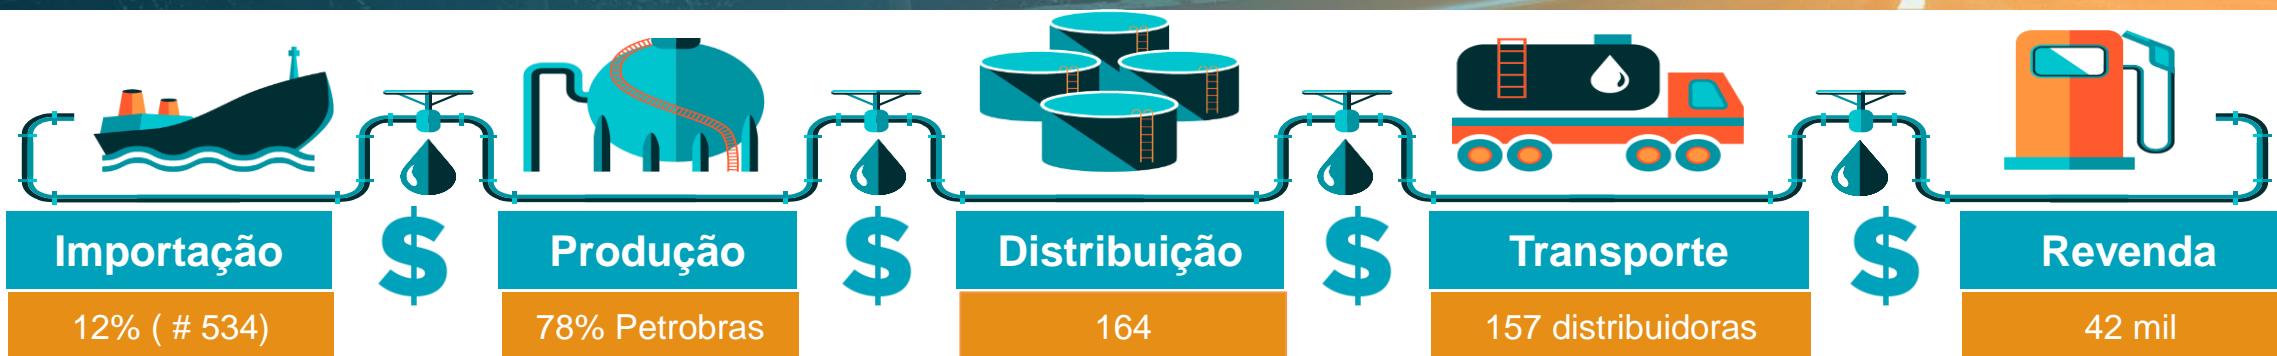 Importação $ Produção $ Distribuição $ Transporte $ Revenda
12% ( # 534) 78% Petrobras 164 157 distribuidoras 42 mil